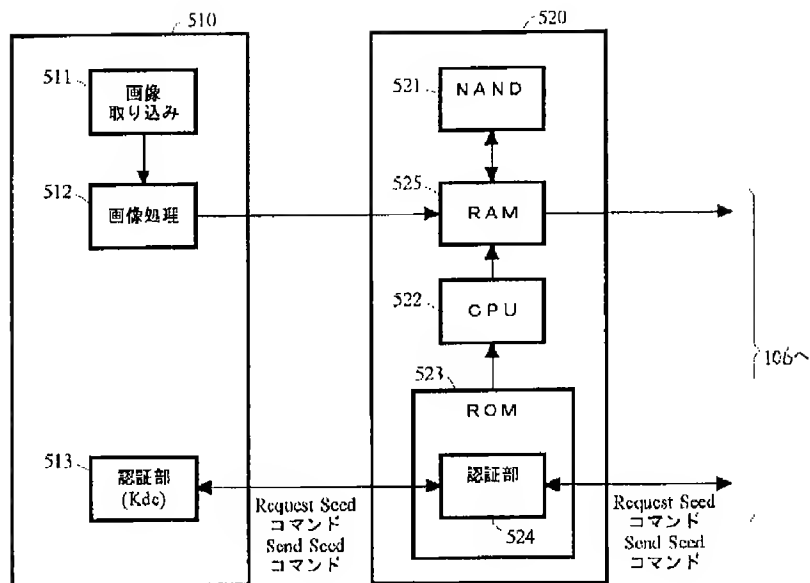 510
520
511
画像
取り込み
521
NAND
512
画像処理
525
RAM
522
CPU
106へ
523
ROM
513
認証部
(Kdc)
認証部
524
Request Seed
コマンド
Send Seed
コマンド
Request Seed
コマンド
Send Seed
コマンド